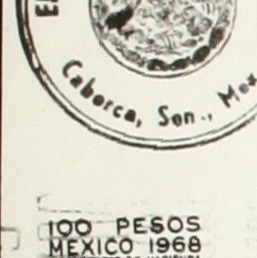 Caborca, Son., Mex
100 PESOS
MEXICO 1968